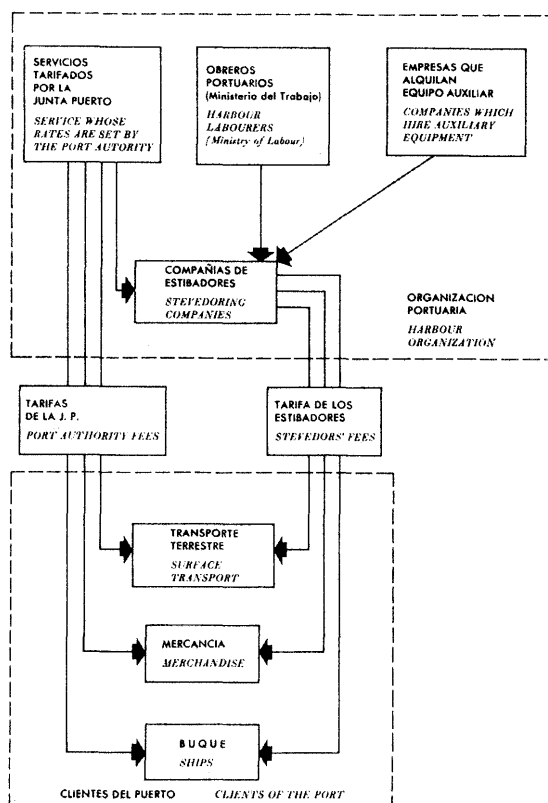 SERVICIOS
TARIFADOS
POR LA
JUNTA PUERTO
SERVICE WHOSE
RATES ARE SET BY
THE PORT AUTORITY
OBREROS
PORTUARIOS
(Ministerio del Trabajo)
HARBOUR
LABOURERS
(Ministry of Labour)
EMPRESAS QUE
ALQUILAN
EQUIPO AUXILIAR
COMPANIES WHICH
HIRE AUXILIARY
EQUIPMENT
COMPAÑIAS DE
ESTIBADORES
STEVEDORING
COMPANIES
ORGANIZACION
PORTUARIA
HARBOUR
ORGANIZATION
TARIFAS
DE LA J. P.
PORT AUTHORITY FEES
TARIFA DE LOS
ESTIBADORES
STEVEDORS' FEES
TRANSPORTE
TERRESTRE
SURFACE
TRANSPORT
MERCANCIA
MERCHANDISE
BUQUE
SHIPS
CLIENTES DEL PUERTO CLIENTS OF THE PORT